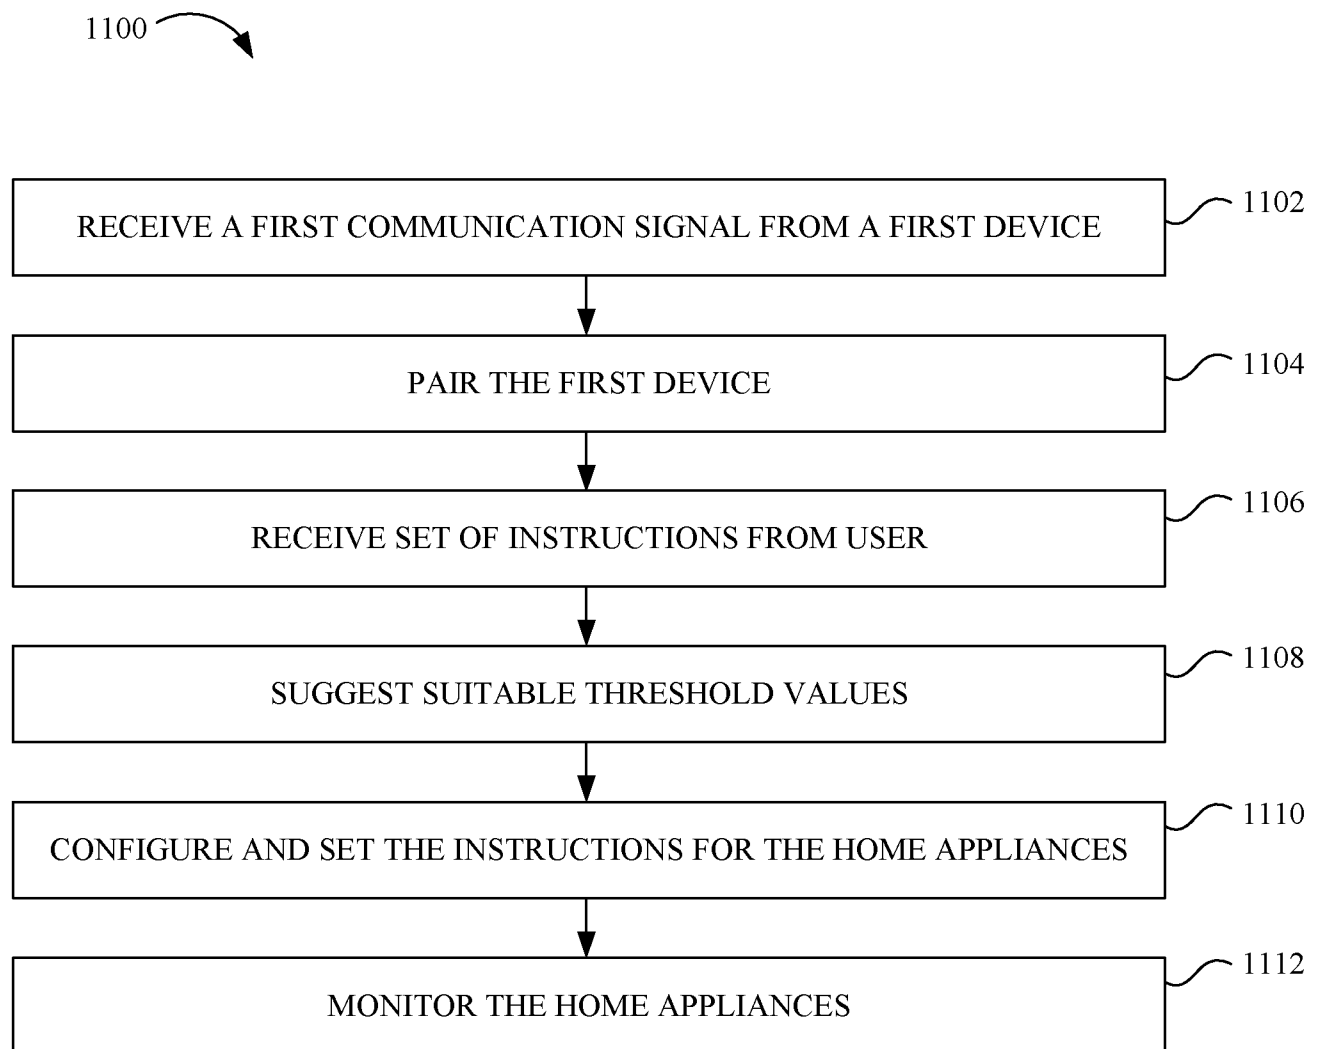 1100
RECEIVE A FIRST COMMUNICATION SIGNAL FROM A FIRST DEVICE
1102
PAIR THE FIRST DEVICE
1104
RECEIVE SET OF INSTRUCTIONS FROM USER
1106
SUGGEST SUITABLE THRESHOLD VALUES
1108
CONFIGURE AND SET THE INSTRUCTIONS FOR THE HOME APPLIANCES
1110
MONITOR THE HOME APPLIANCES
1112